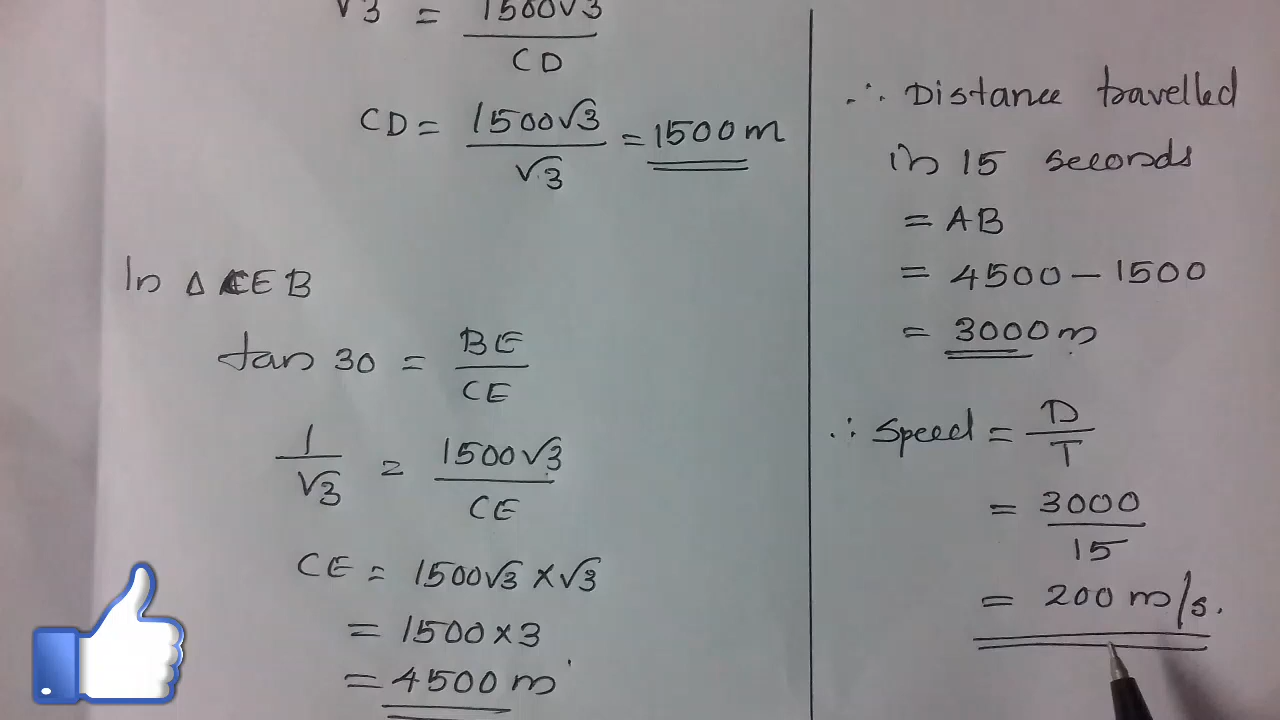 √3 = 1500√3 / CD
CD = 1500√3 / √3 = 1500 m
In Δ CEB
tan 30 = BE / CE
1 / √3 = 1500√3 / CE
CE = 1500√3 × √3
= 1500 × 3
= 4500 m
∴ Distance travelled
in 15 seconds
= AB
= 4500 – 1500
= 3000 m
∴ Speed = D / T
= 3000 / 15
= 200 m/s.